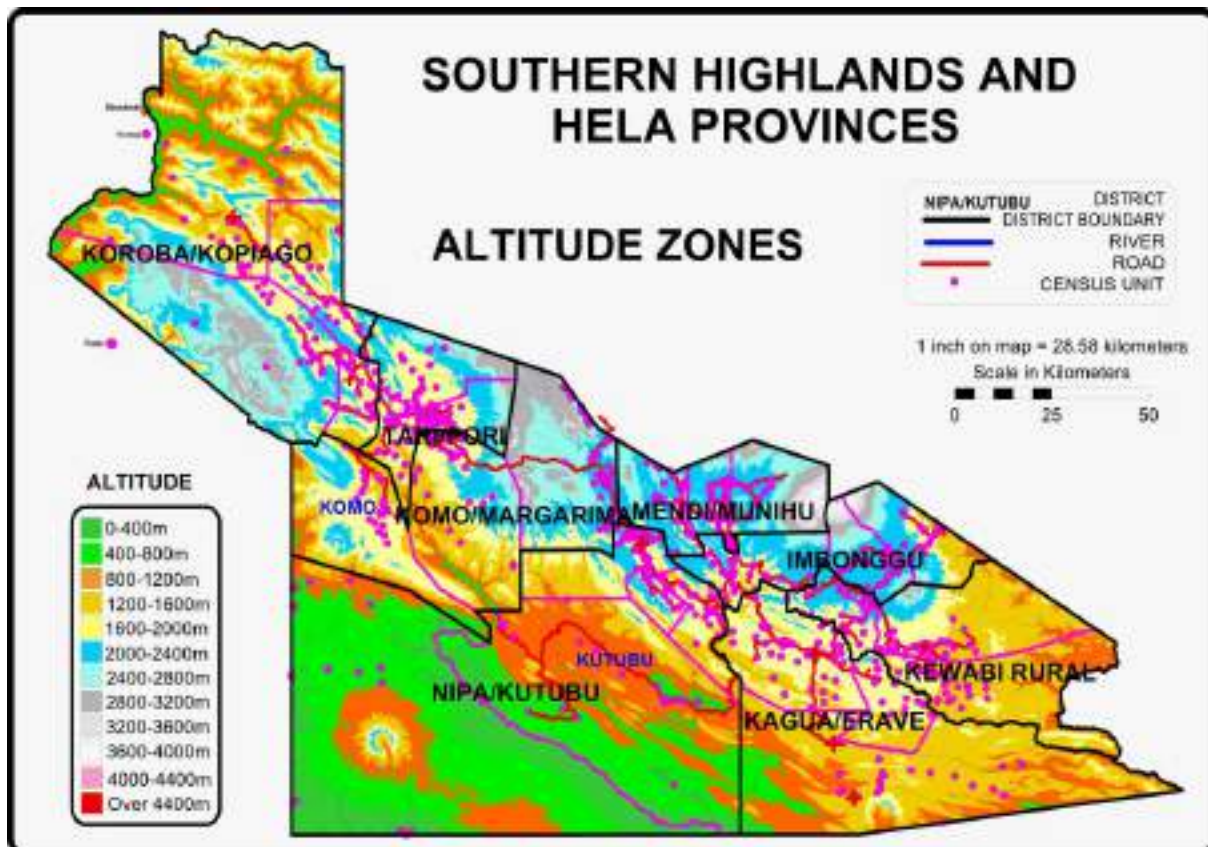 SOUTHERN HIGHLANDS AND
HELA PROVINCES
ALTITUDE ZONES
NIPA/KUTUBU DISTRICT
DISTRICT BOUNDARY
RIVER
ROAD
CENSUS UNIT
1 inch on map = 28.58 kilometers
Scale in Kilometers
0 25 50
KOROBA/KOPIAGO
TARI/PORI
KOMO
KOMO/MARGARIMA
MENDI/MUNIHU
IMBONGGU
KUTUBU
NIPA/KUTUBU
KEWABI RURAL
KAGUA/ERAVE
ALTITUDE
0-400m
400-800m
800-1200m
1200-1600m
1600-2000m
2000-2400m
2400-2800m
2800-3200m
3200-3600m
3600-4000m
4000-4400m
Over 4400m